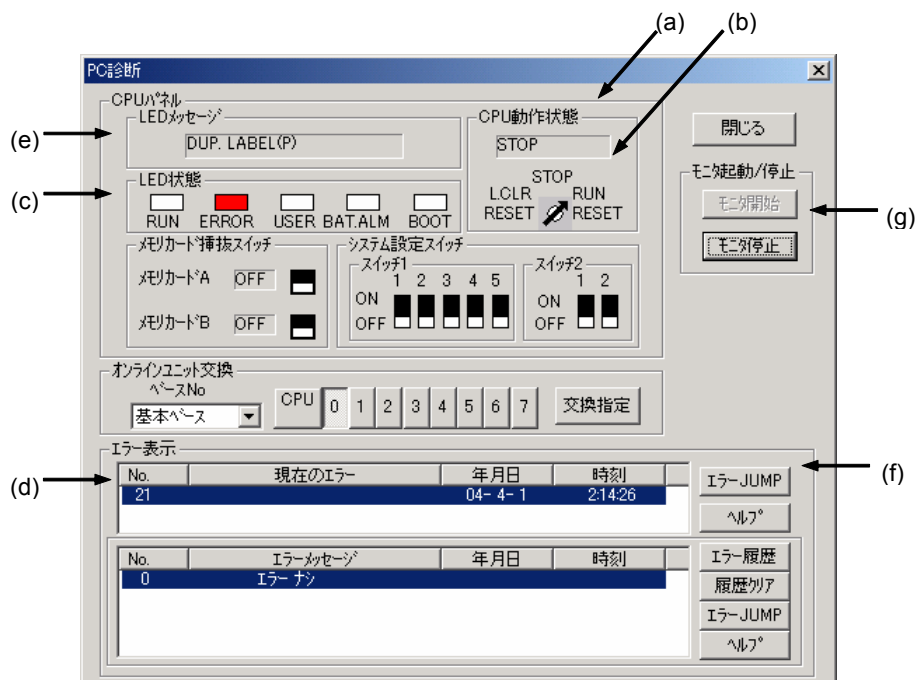 (a)
(b)
PC診断
CPUパネル
(e)
LEDメッセージ
DUP. LABEL(P)
CPU動作状態
STOP
閉じる
(c)
LED状態
RUN ERROR USER BAT.ALM BOOT
STOP
L.CLR RUN
RESET RESET
モニタ起動/停止
モニタ開始
モニタ停止
(g)
メモリカード挿抜スイッチ
メモリカードA OFF
メモリカードB OFF
システム設定スイッチ
スイッチ1
1 2 3 4 5
ON
OFF
スイッチ2
1 2
ON
OFF
オンラインユニット交換
ベースNo
基本ベース
CPU 0 1 2 3 4 5 6 7 交換指定
エラー表示
(d)
No. 現在のエラー 年月日 時刻
21 04- 4- 1 2:14:26
エラーJUMP
ヘルプ
(f)
No. エラーメッセージ 年月日 時刻
0 エラー ナシ
エラー履歴
履歴クリア
エラーJUMP
ヘルプ